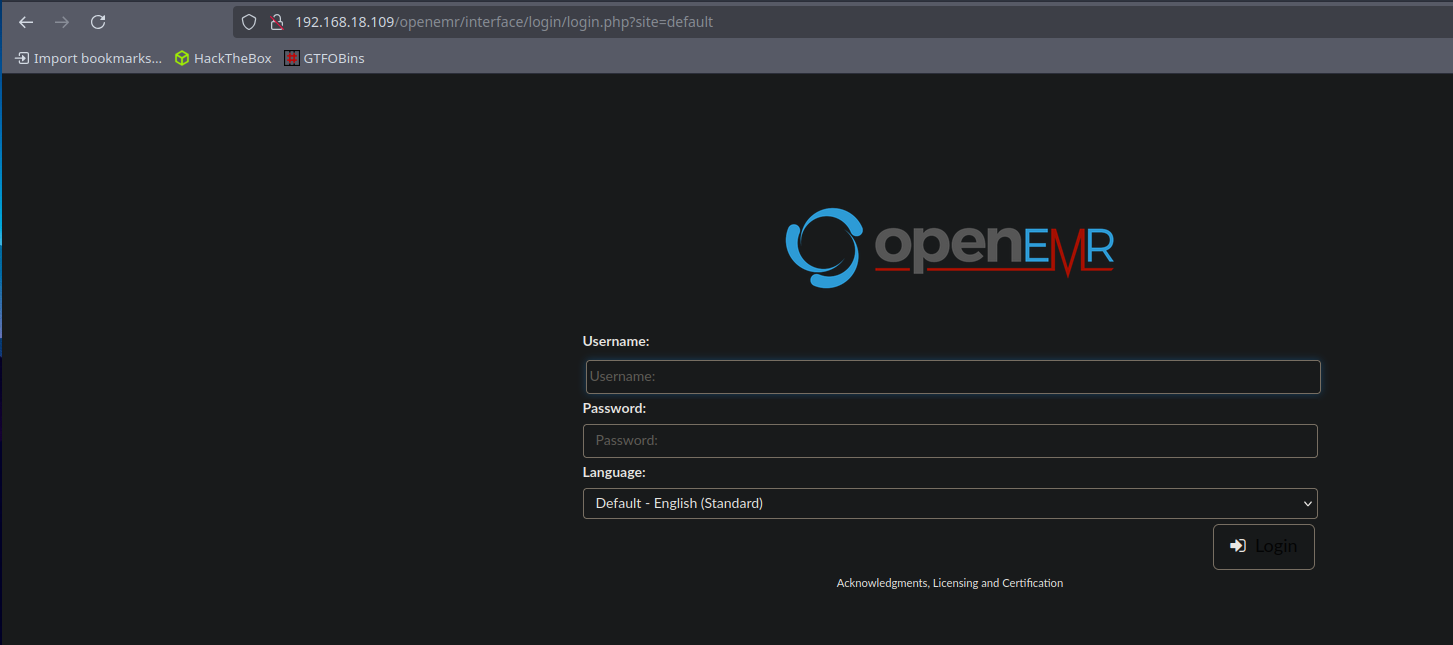 192.168.18.109/openemr/interface/login/login.php?site=default
Import bookmarks... HackTheBox GTFOBins
openEMR
Username:
Username:
Password:
Password:
Language:
Default - English (Standard)
Login
Acknowledgments, Licensing and Certification